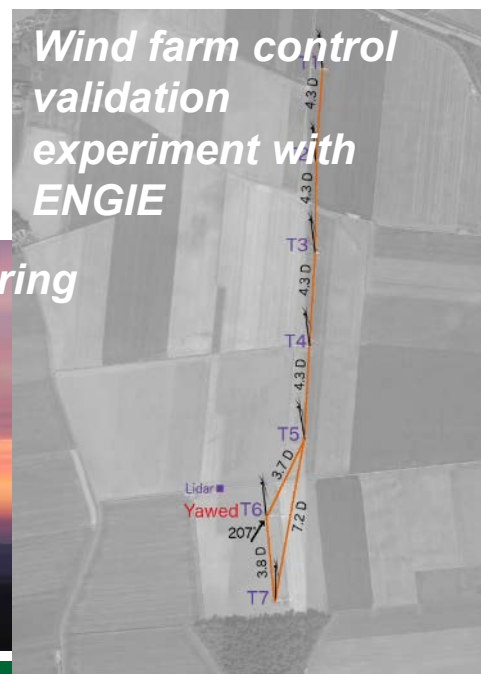 Wind farm control
validation
experiment with
ENGIE
ring
T1
4.3 D
2
4.3 D
T3
4.3 D
T4
4.3 D
T5
3.7 D
Lidar
Yawed T6
207°
7.2 D
3.8 D
T7